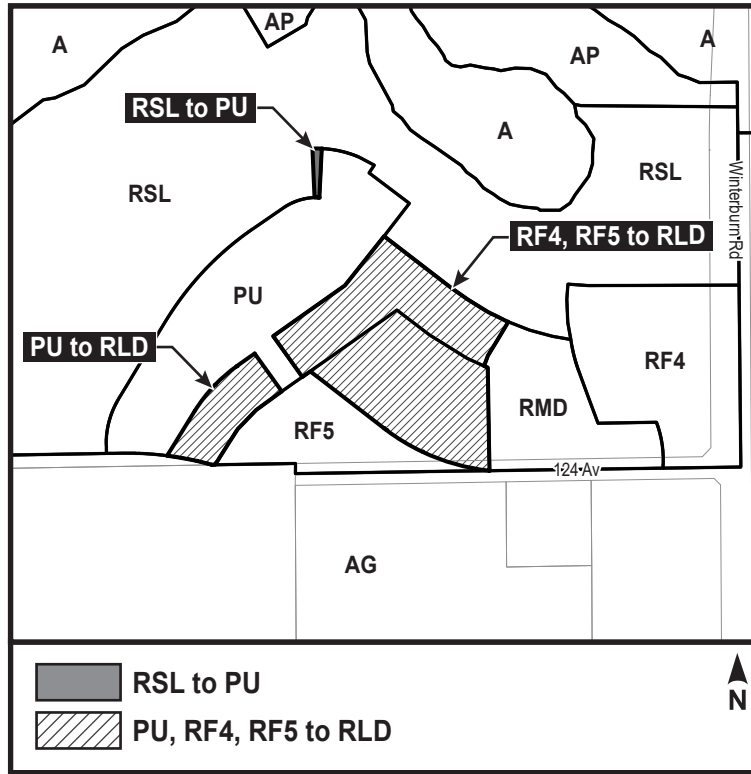 A
AP
AP
A
RSL to PU
A
RSL
RSL
Winterburn Rd
RF4, RF5 to RLD
PU
PU to RLD
RF4
RMD
RF5
124 Av
AG
RSL to PU
PU, RF4, RF5 to RLD
N